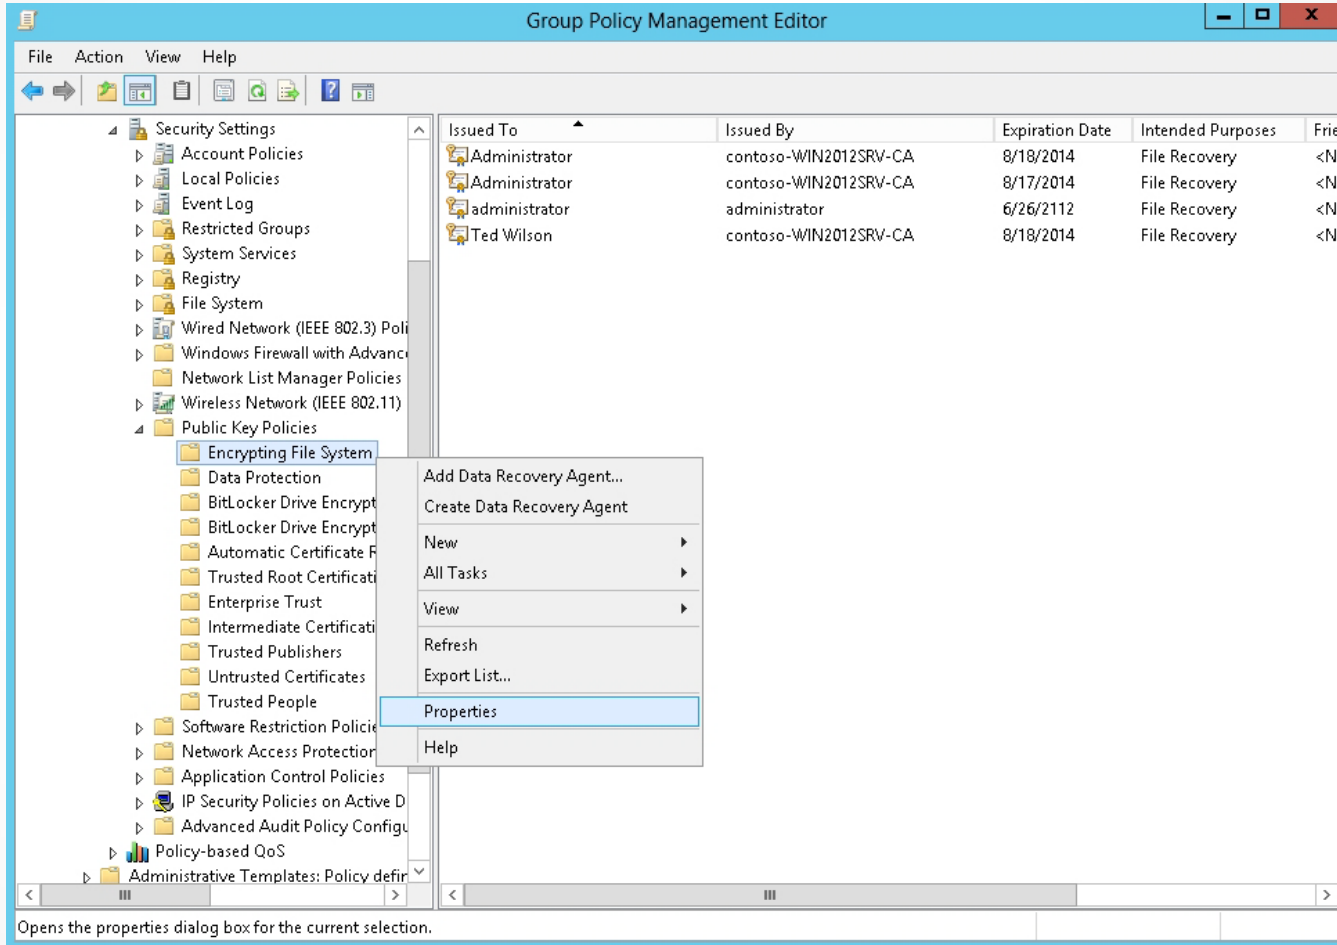 Group Policy Management Editor
File Action View Help
Security Settings
Account Policies
Local Policies
Event Log
Restricted Groups
System Services
Registry
File System
Wired Network (IEEE 802.3) Poli
Windows Firewall with Advanc
Network List Manager Policies
Wireless Network (IEEE 802.11)
Public Key Policies
Encrypting File System
Data Protection
BitLocker Drive Encrypt
BitLocker Drive Encrypt
Automatic Certificate R
Trusted Root Certificati
Enterprise Trust
Intermediate Certificati
Trusted Publishers
Untrusted Certificates
Trusted People
Software Restriction Policie
Network Access Protection
Application Control Policies
IP Security Policies on Active D
Advanced Audit Policy Configu
Policy-based QoS
Administrative Templates: Policy defin
Issued To Issued By Expiration Date Intended Purposes Frie
Administrator contoso-WIN2012SRV-CA 8/18/2014 File Recovery <N
Administrator contoso-WIN2012SRV-CA 8/17/2014 File Recovery <N
administrator administrator 6/26/2112 File Recovery <N
Ted Wilson contoso-WIN2012SRV-CA 8/18/2014 File Recovery <N
Add Data Recovery Agent...
Create Data Recovery Agent
New
All Tasks
View
Refresh
Export List...
Properties
Help
Opens the properties dialog box for the current selection.